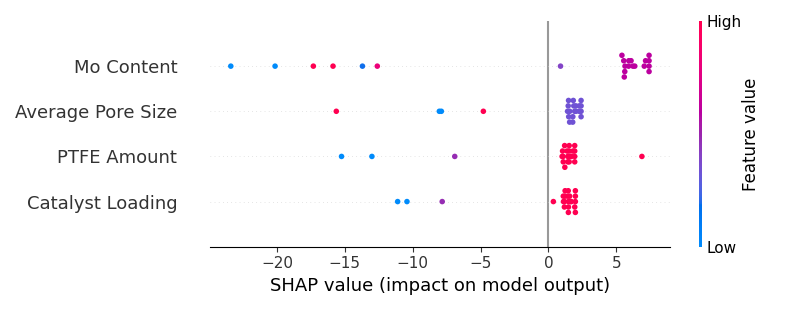 High
Mo Content
Average Pore Size
PTFE Amount
Catalyst Loading
Feature value
Low
−20 −15 −10 −5 0 5
SHAP value (impact on model output)